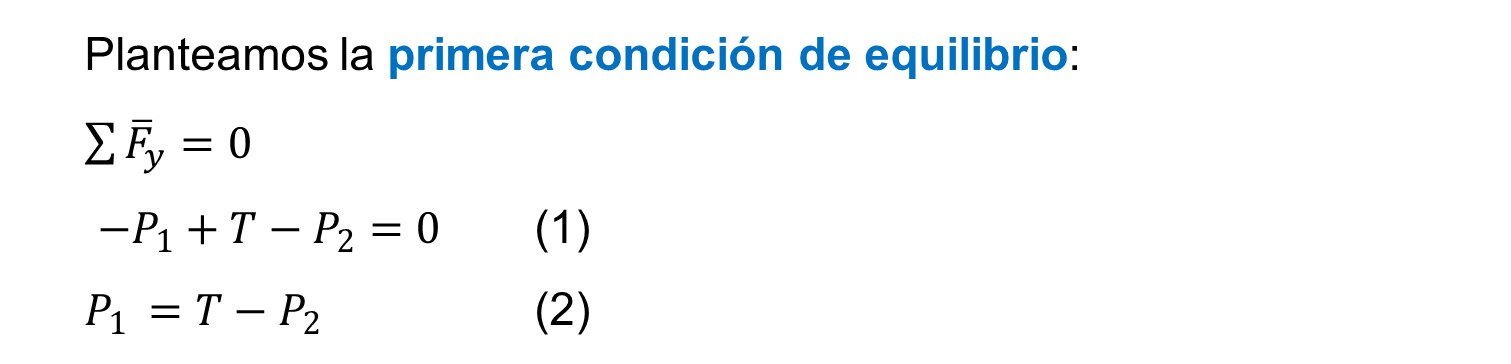 Planteamos la primera condición de equilibrio:
∑ F̅y = 0
−P₁ + T − P₂ = 0 (1)
P₁ = T − P₂ (2)